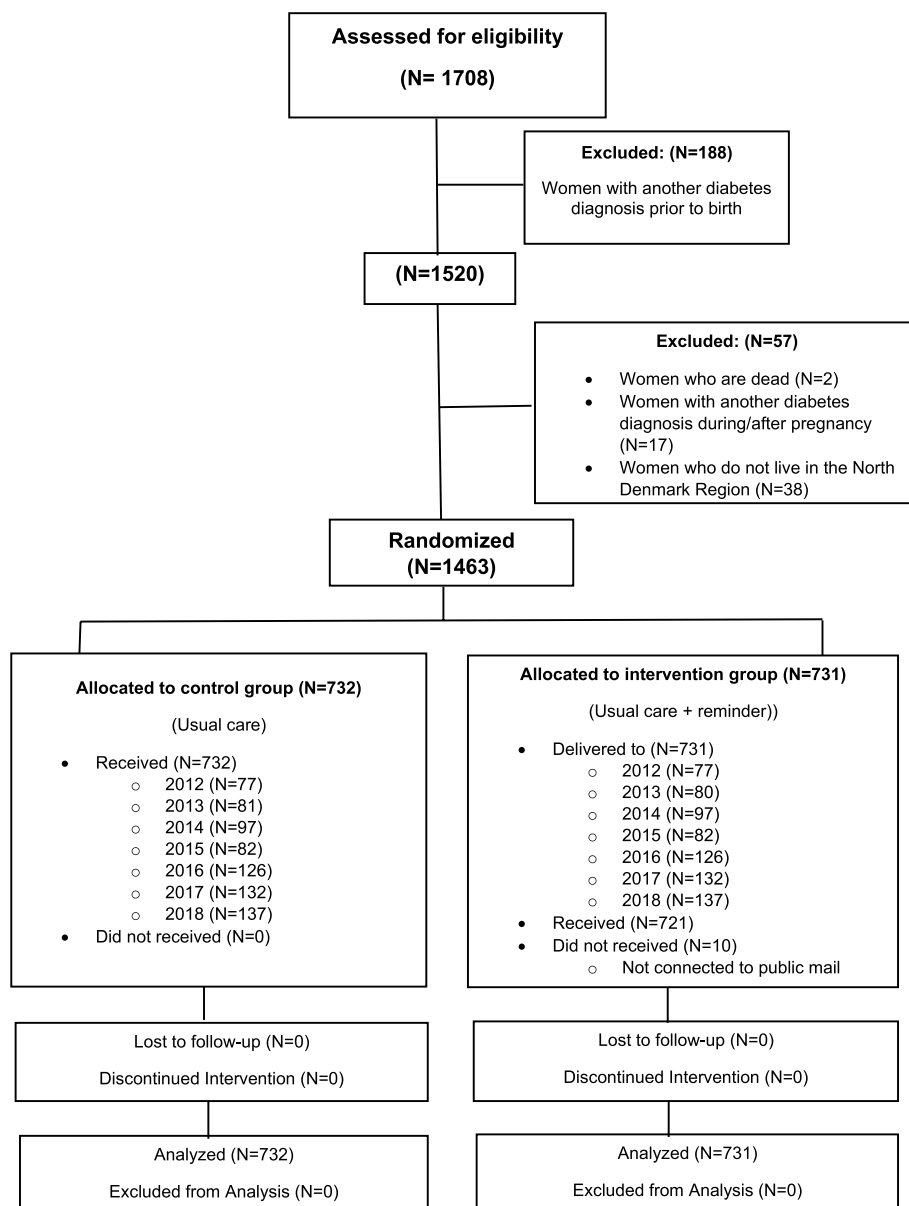 Assessed for eligibility
(N= 1708)
Excluded: (N=188)
Women with another diabetes
diagnosis prior to birth
(N=1520)
Excluded: (N=57)
• Women who are dead (N=2)
• Women with another diabetes
diagnosis during/after pregnancy
(N=17)
• Women who do not live in the North
Denmark Region (N=38)
Randomized
(N=1463)
Allocated to control group (N=732)
(Usual care)
• Received (N=732)
o 2012 (N=77)
o 2013 (N=81)
o 2014 (N=97)
o 2015 (N=82)
o 2016 (N=126)
o 2017 (N=132)
o 2018 (N=137)
• Did not received (N=0)
Allocated to intervention group (N=731)
(Usual care + reminder))
• Delivered to (N=731)
o 2012 (N=77)
o 2013 (N=80)
o 2014 (N=97)
o 2015 (N=82)
o 2016 (N=126)
o 2017 (N=132)
o 2018 (N=137)
• Received (N=721)
• Did not received (N=10)
o Not connected to public mail
Lost to follow-up (N=0)
Discontinued Intervention (N=0)
Lost to follow-up (N=0)
Discontinued Intervention (N=0)
Analyzed (N=732)
Excluded from Analysis (N=0)
Analyzed (N=731)
Excluded from Analysis (N=0)